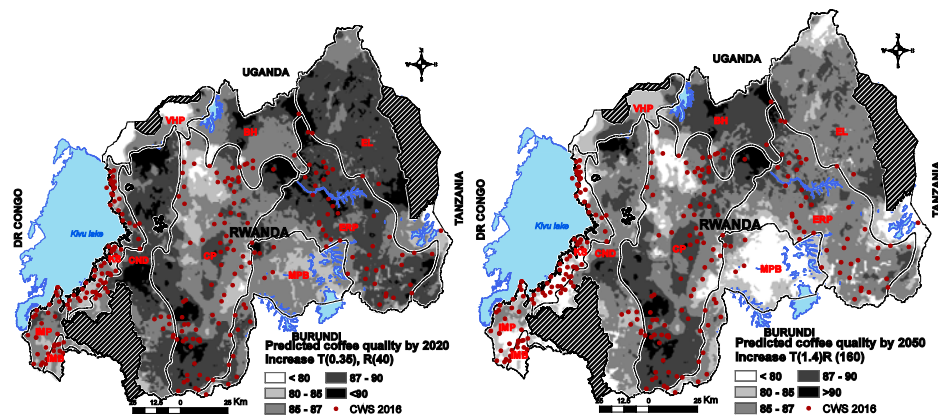 UGANDA
VHP
BH
EL
DR CONGO
Kivu lake
TANZANIA
RWANDA
ERP
CP
MPB
BURUNDI
Predicted coffee quality by 2020
Increase T(0.35), R(40)
< 80 87 - 90
80 - 85 <90
85 - 87 CWS 2016
25 12.5 0 25 Km
UGANDA
VHP
BH
EL
DR CONGO
Kivu lake
TANZANIA
RWANDA
ERP
CP
MPB
BURUNDI
Predicted coffee quality by 2050
Increase T(1.4)R (160)
< 80 87 - 90
80 - 85 >90
85 - 87 CWS 2016
25 12.5 0 25 Km